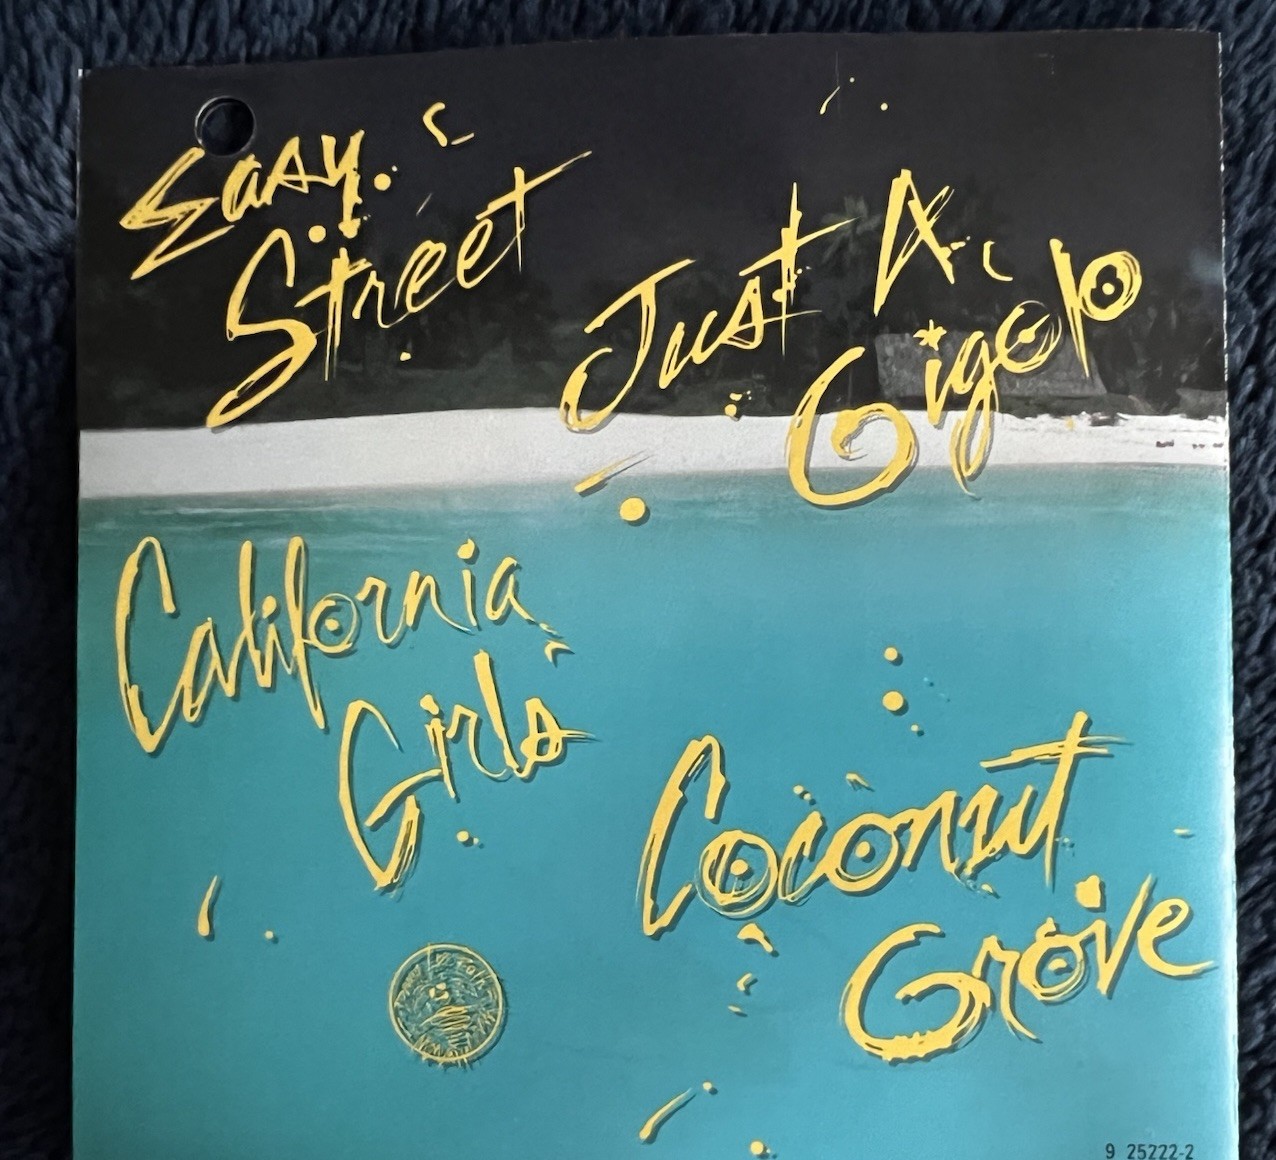 Easy
Street
Just A
Gigolo
California
Girls
Coconut
Grove
9 25222-2